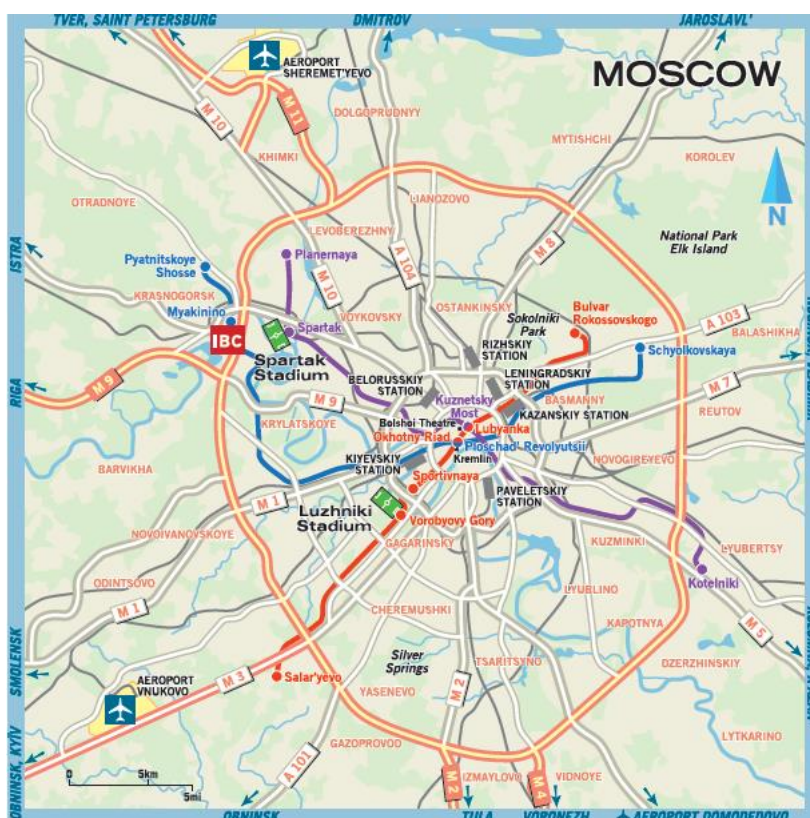 TVER, SAINT PETERSBURG
DMITROV
JAROSLAVL'
AEROPORT
SHEREMET'YEVO
MOSCOW
M 10
M 11
DOLGOPRUDNYY
MYTISHCHI
KOROLEV
KHIMKI
OTRADNOYE
LIANOZOVO
N
LEVOBEREZHNY
National Park
Elk Island
ISTRA
Pyatnitskoye
Shosse
Planernaya
A 104
M 8
M 10
KRASNOGORSK
OSTANKINSKY
Sokolniki
Park
Bulvar
Rokossovskogo
A 103
Myakinino
VOYKOVSKY
Spartak
BALASHIKHA
IBC
Spartak
Stadium
RIZHSKIY
STATION
Schyolkovskaya
LENINGRADSKIY
STATION
BELORUSSKIY
STATION
M 7
RIGA
M 9
Kuznetsky
Most
BASMANNY
M 9
KAZANSKIY STATION
REUTOV
KRYLATSKOYE
Bolshoi Theatre
Lubyanka
Okhotny Riad
Ploschad' Revolyutsii
KIYEVSKIY
STATION
Kremlin
NOVOGIREYEVO
BARVIKHA
Sportivnaya
PAVELETSKIY
STATION
M 1
Luzhniki
Stadium
Vorobyovy Gory
NOVOIVANOVSKOYE
GAGARINSKY
KUZMINKI
LYUBERTSY
ODINTSOVO
LYUBLINO
Kotelniki
M 1
CHEREMUSHKI
KAPOTNYA
M 5
SMOLENSK
Silver
Springs
TSARITSYNO
DZERZHINSKIY
AEROPORT
VNUKOVO
M 3
Salar'yevo
M 2
YASENEVO
GAZOPROVOD
LYTKARINO
OBNINSK, KYÏV
0
5km
5mi
A 101
M 2
IZMAYLOVO
M 4
VIDNOYE
OBNINSK
TULA
VORONEZH
AEROPORT DOMODEDOVO